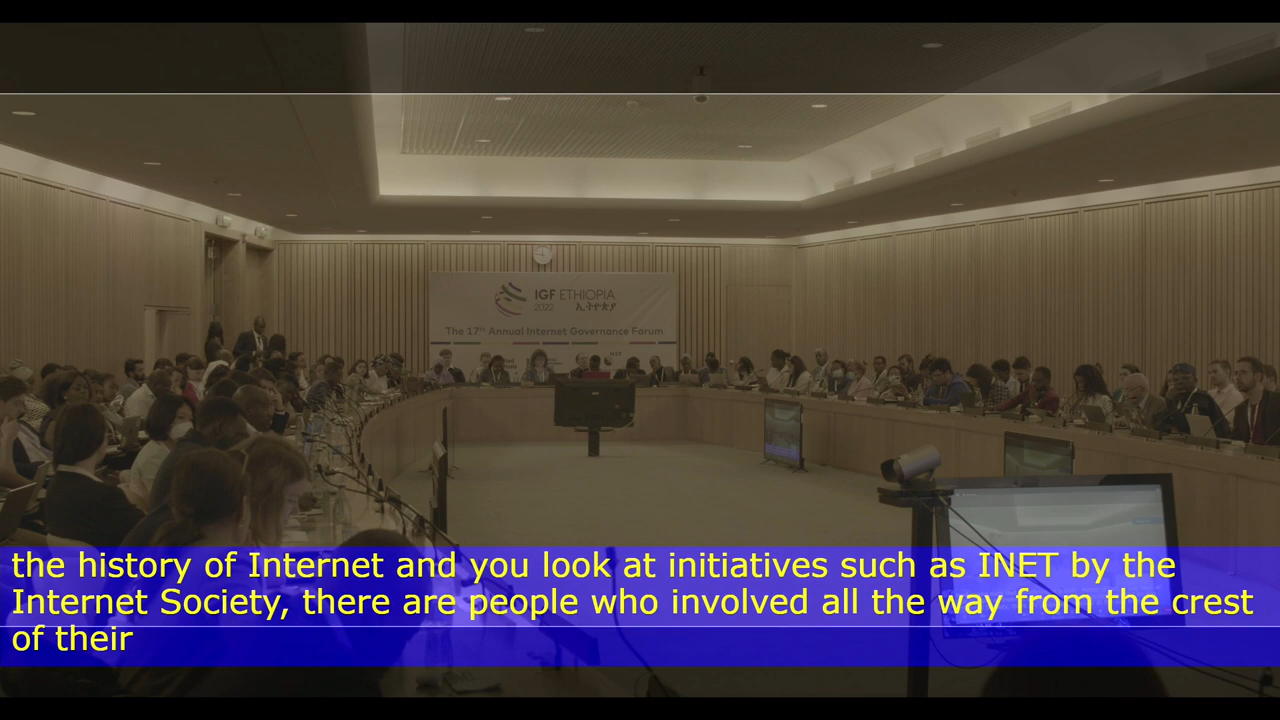 IGF ETHIOPIA
2022 ኢትዮጵያ
The 17th Annual Internet Governance Forum
the history of Internet and you look at initiatives such as INET by the
Internet Society, there are people who involved all the way from the crest
of their